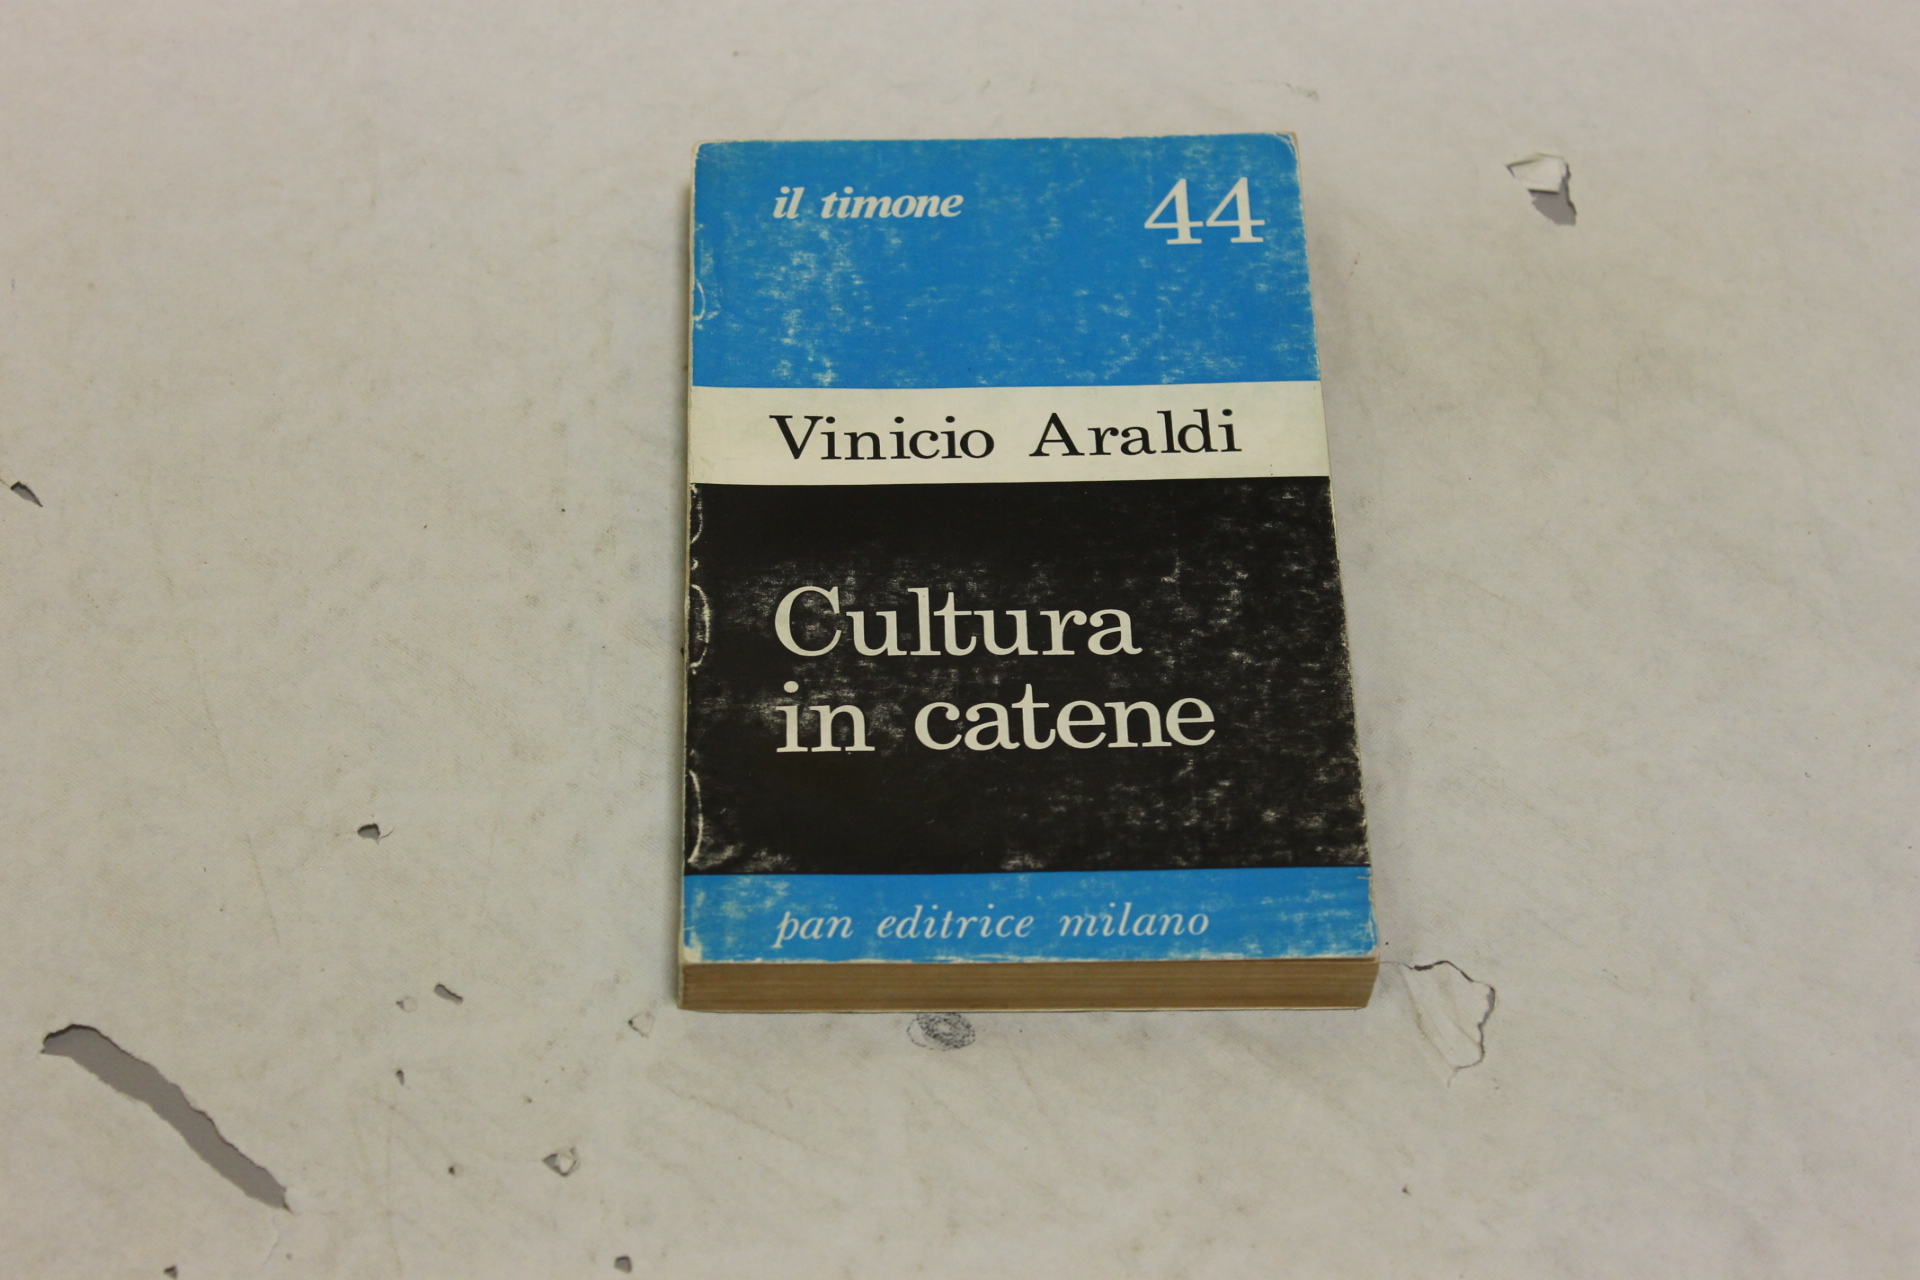 il timone
44
Vinicio Araldi
Cultura
in catene
pan editrice milano